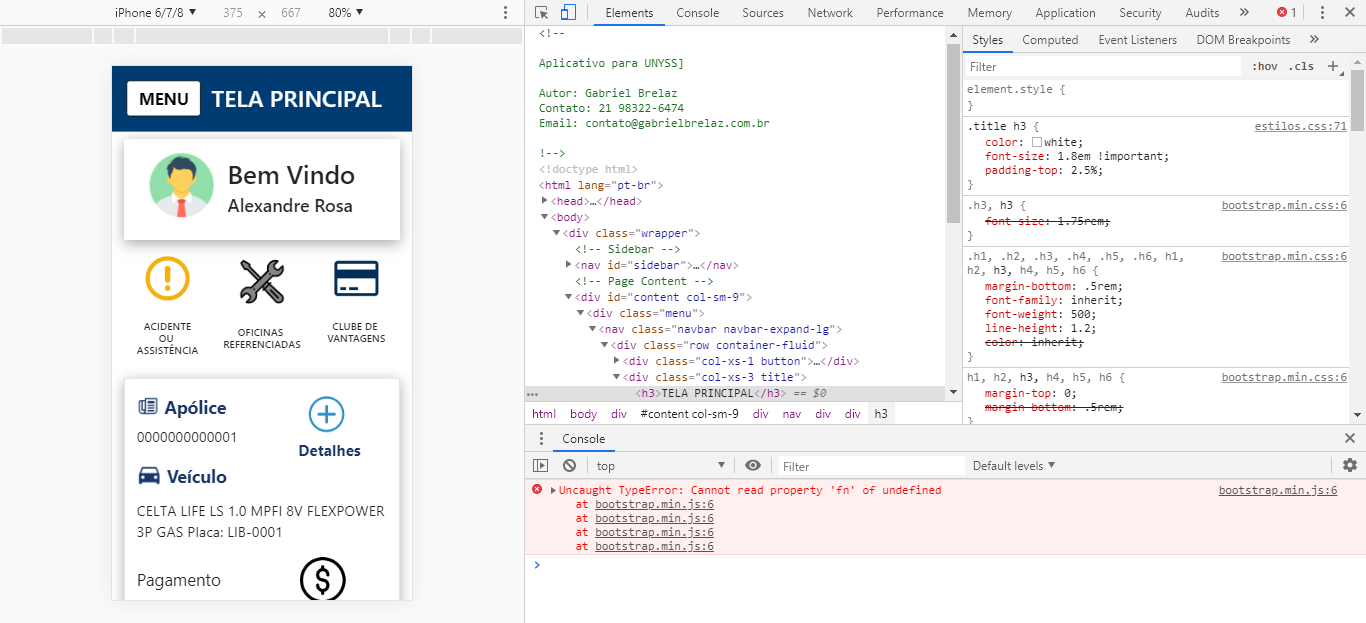 iPhone 6/7/8 ▼ 375 × 667 80% ▼
MENU TELA PRINCIPAL
Bem Vindo
Alexandre Rosa
ACIDENTE
OU
ASSISTÊNCIA
OFICINAS
REFERENCIADAS
CLUBE DE
VANTAGENS
Apólice
0000000000001
Detalhes
Veículo
CELTA LIFE LS 1.0 MPFI 8V FLEXPOWER
3P GAS Placa: LIB-0001
Pagamento
Elements Console Sources Network Performance Memory Application Security Audits » 1
<!--
Aplicativo para UNYSS]
Autor: Gabriel Brelaz
Contato: 21 98322-6474
Email: contato@gabrielbrelaz.com.br
!-->
<!doctype html>
<html lang="pt-br">
<head>…</head>
<body>
<div class="wrapper">
<!-- Sidebar -->
<nav id="sidebar">…</nav>
<!-- Page Content -->
<div id="content col-sm-9">
<div class="menu">
<nav class="navbar navbar-expand-lg">
<div class="row container-fluid">
<div class="col-xs-1 button">…</div>
<div class="col-xs-3 title">
<h3>TELA PRINCIPAL</h3> == $0
html body div #content col-sm-9 div nav div div h3
Styles Computed Event Listeners DOM Breakpoints »
Filter :hov .cls +
element.style {
}
.title h3 { estilos.css:71
color: white;
font-size: 1.8em !important;
padding-top: 2.5%;
}
.h3, h3 { bootstrap.min.css:6
font-size: 1.75rem;
}
.h1, .h2, .h3, .h4, .h5, .h6, h1, bootstrap.min.css:6
h2, h3, h4, h5, h6 {
margin-bottom: .5rem;
font-family: inherit;
font-weight: 500;
line-height: 1.2;
color: inherit;
}
h1, h2, h3, h4, h5, h6 { bootstrap.min.css:6
margin-top: 0;
margin-bottom: .5rem;
}
Console
top ▼ Filter Default levels ▼
Uncaught TypeError: Cannot read property 'fn' of undefined bootstrap.min.js:6
at bootstrap.min.js:6
at bootstrap.min.js:6
at bootstrap.min.js:6
at bootstrap.min.js:6